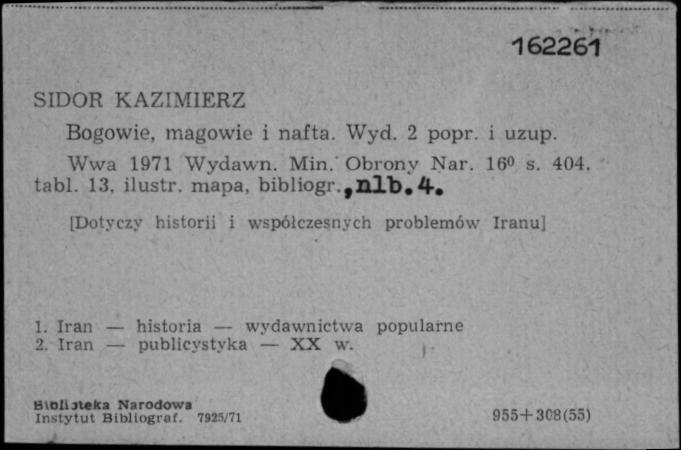 162261
SIDOR KAZIMIERZ
Bogowie, magowie i nafta. Wyd. 2 popr. i uzup.
Wwa 1971 Wydawn. Min. Obrony Nar. 16⁰ s. 404,
tabl. 13, ilustr. mapa, bibliogr., nlb. 4.
[Dotyczy historii i współczesnych problemów Iranu]
1. Iran — historia — wydawnictwa popularne
2. Iran — publicystyka — XX w.
Biblioteka Narodowa
Instytut Bibliograf. 7925/71
955+308(55)